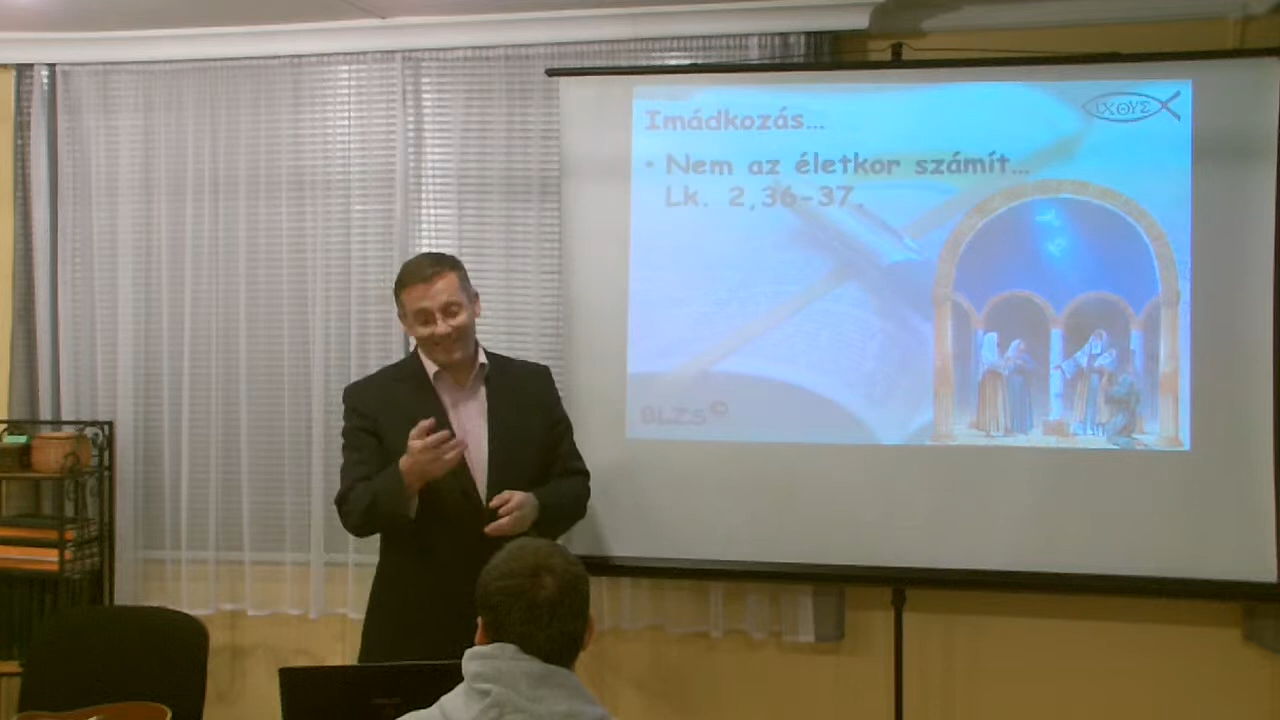 Imádkozás...
ΙΧΘΥΣ
• Nem az életkor számít...
Lk. 2,36-37.
BLZS©